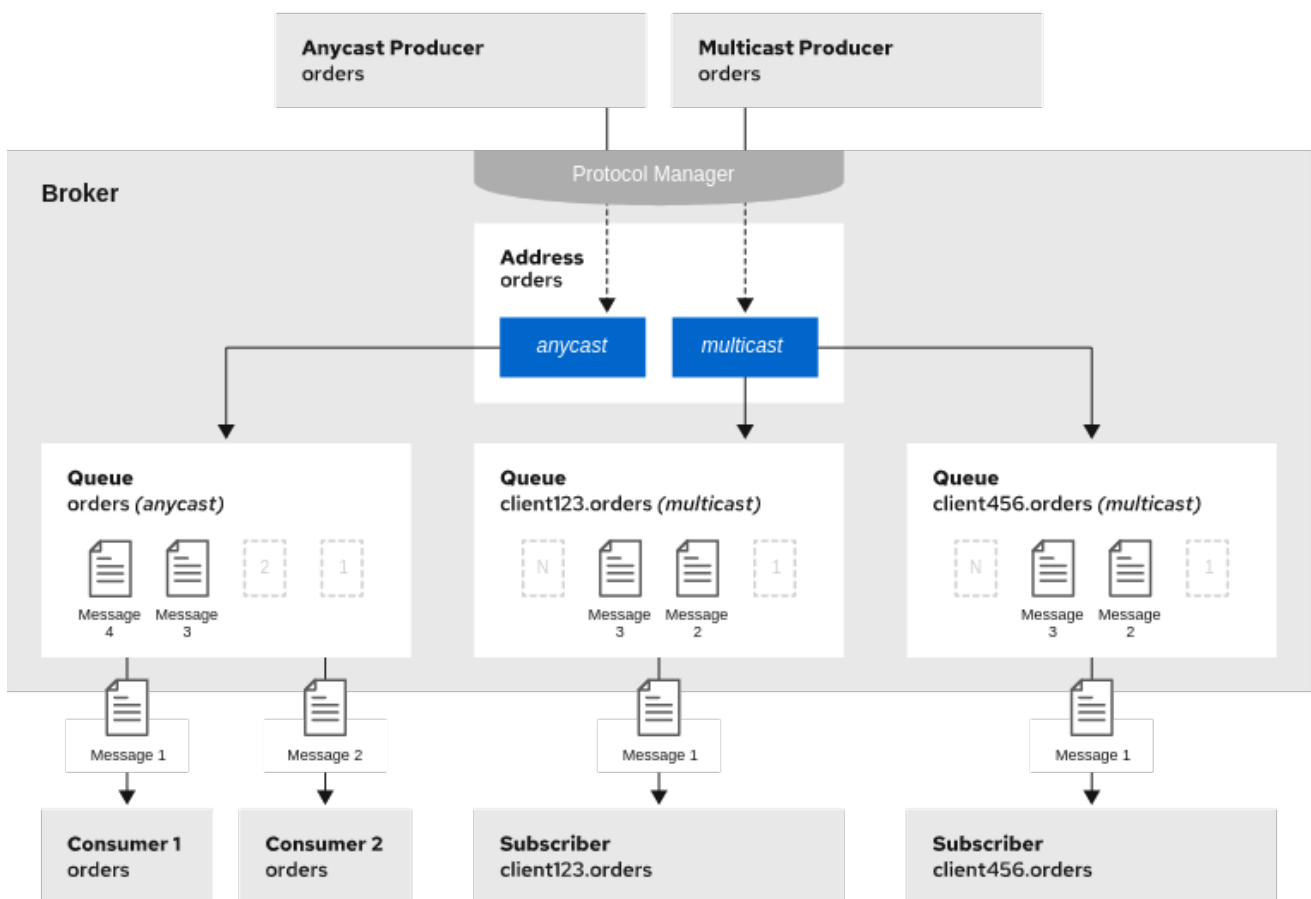 Anycast Producer
orders
Multicast Producer
orders
Protocol Manager
Broker
Address
orders
anycast
multicast
Queue
orders (anycast)
2
1
Message
4
Message
3
Queue
client123.orders (multicast)
N
1
Message
3
Message
2
Queue
client456.orders (multicast)
N
1
Message
3
Message
2
Message 1
Message 2
Message 1
Message 1
Consumer 1
orders
Consumer 2
orders
Subscriber
client123.orders
Subscriber
client456.orders